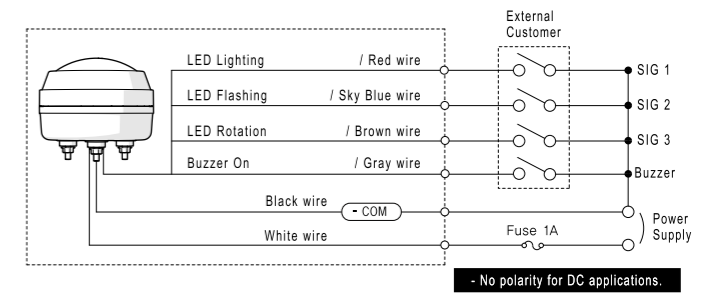 External
Customer
LED Lighting / Red wire
SIG 1
LED Flashing / Sky Blue wire
SIG 2
LED Rotation / Brown wire
SIG 3
Buzzer On / Gray wire
Buzzer
Black wire
- COM
White wire
Fuse 1A
Power
Supply
- No polarity for DC applications.